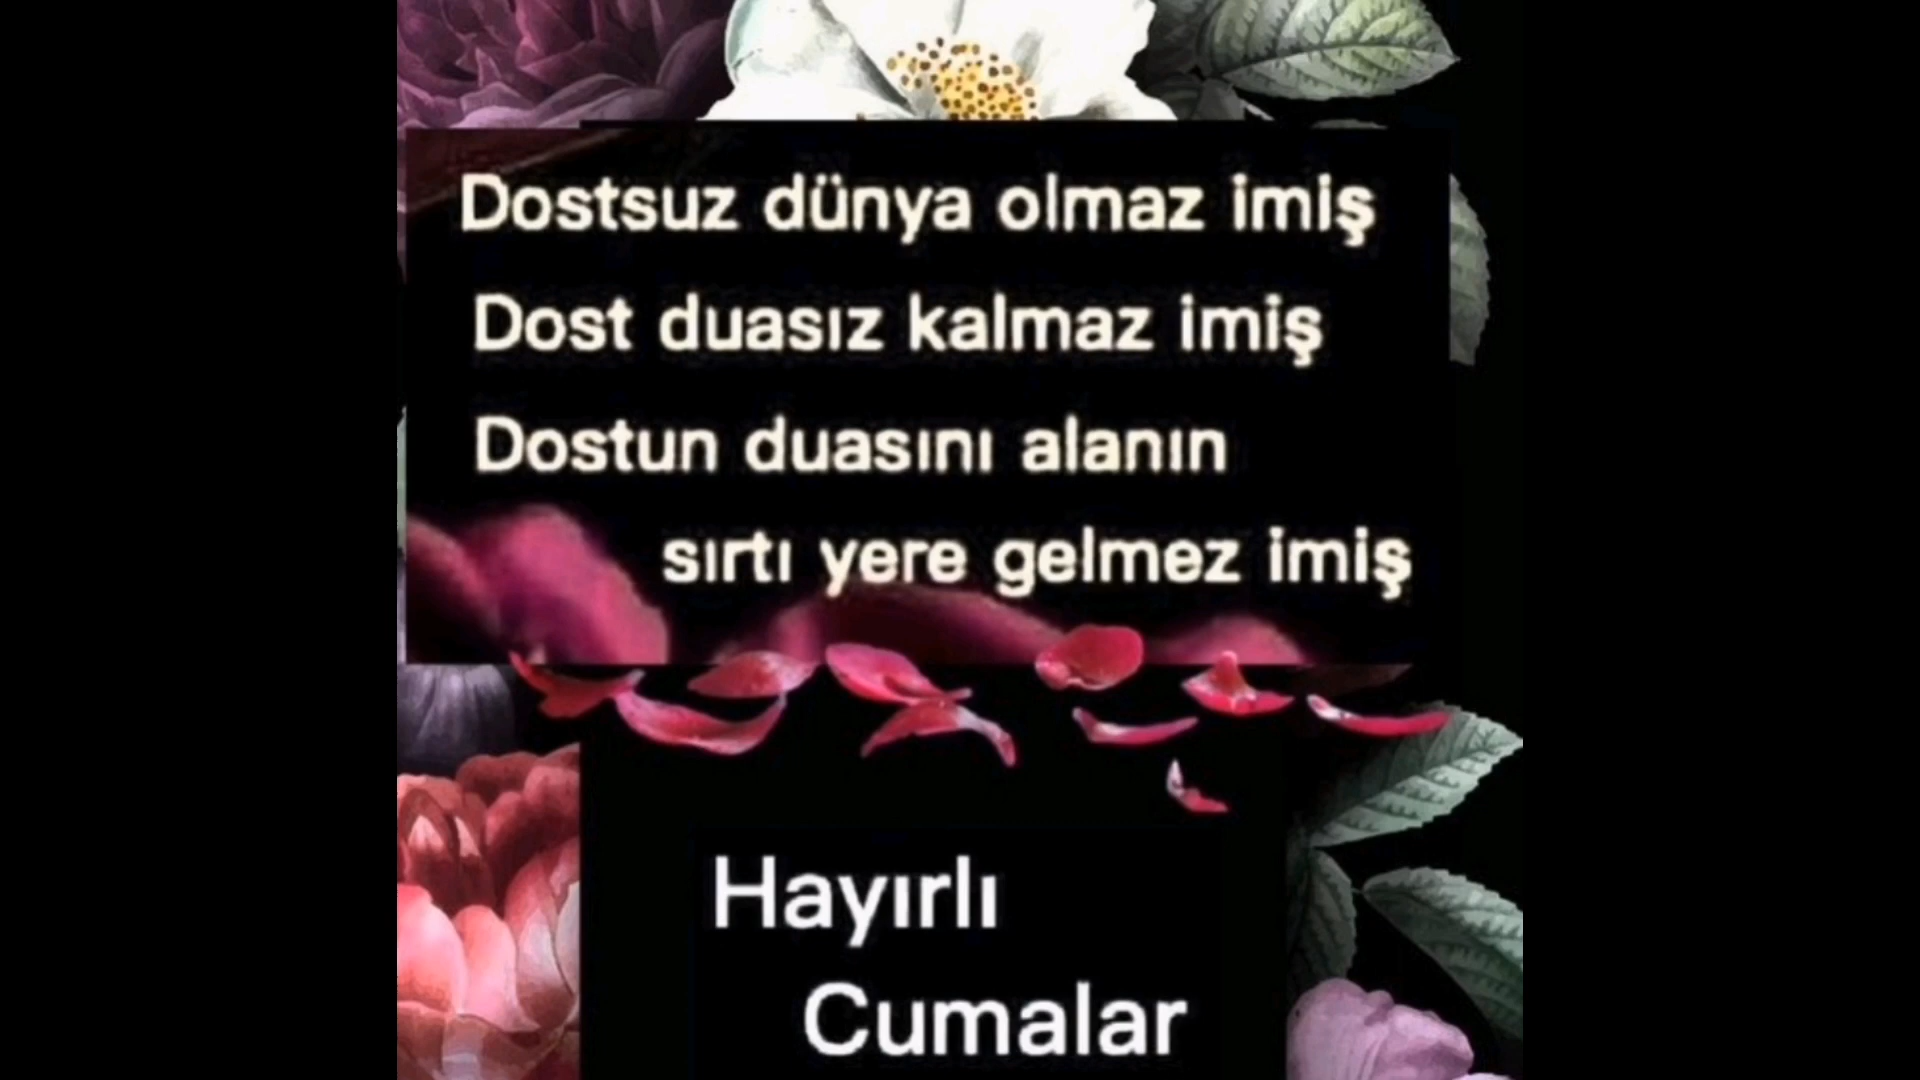 Dostsuz dünya olmaz imiş
Dost duasız kalmaz imiş
Dostun duasını alanın
sırtı yere gelmez imiş
Hayırlı
Cumalar